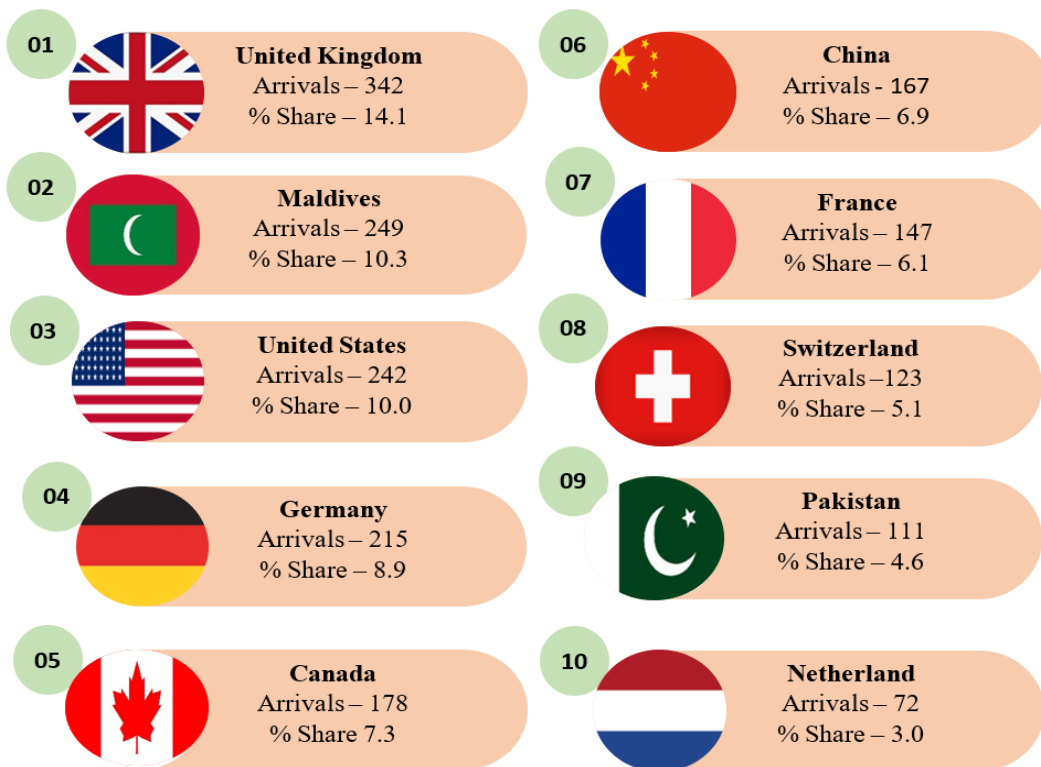 01
United Kingdom
Arrivals – 342
% Share – 14.1
02
Maldives
Arrivals – 249
% Share – 10.3
03
United States
Arrivals – 242
% Share – 10.0
04
Germany
Arrivals – 215
% Share – 8.9
05
Canada
Arrivals – 178
% Share 7.3
06
China
Arrivals - 167
% Share – 6.9
07
France
Arrivals – 147
% Share – 6.1
08
Switzerland
Arrivals –123
% Share – 5.1
09
Pakistan
Arrivals – 111
% Share – 4.6
10
Netherland
Arrivals – 72
% Share – 3.0